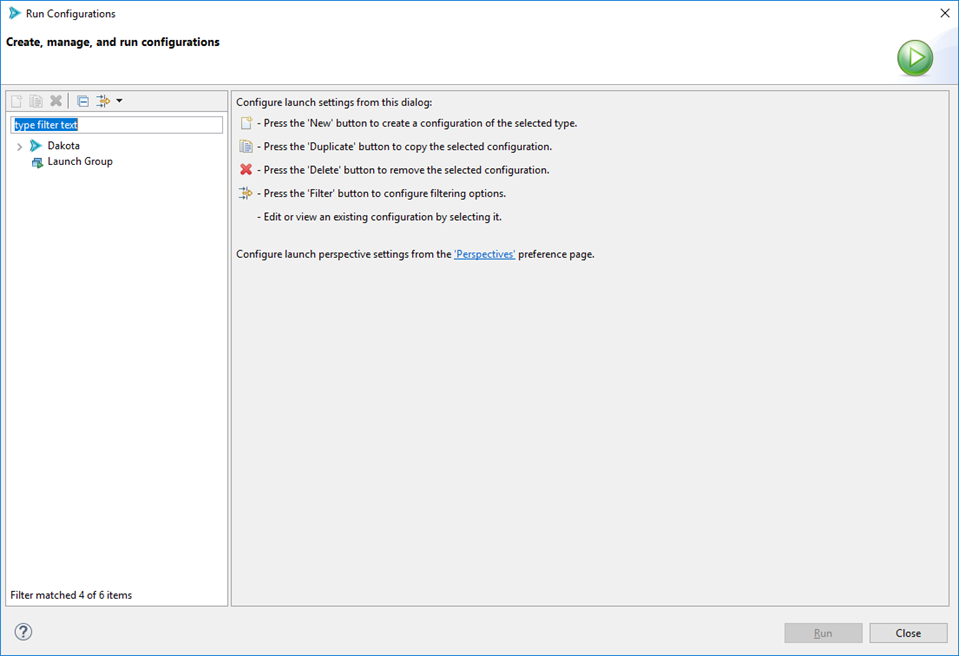 Run Configurations
Create, manage, and run configurations
type filter text
Dakota
Launch Group
Filter matched 4 of 6 items
Configure launch settings from this dialog:
- Press the 'New' button to create a configuration of the selected type.
- Press the 'Duplicate' button to copy the selected configuration.
- Press the 'Delete' button to remove the selected configuration.
- Press the 'Filter' button to configure filtering options.
- Edit or view an existing configuration by selecting it.
Configure launch perspective settings from the 'Perspectives' preference page.
?
Run
Close